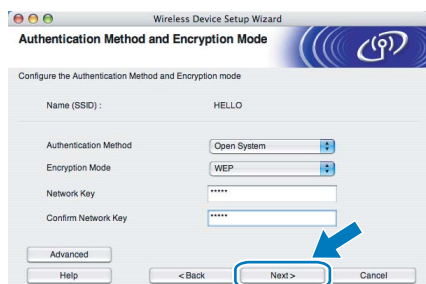 Wireless Device Setup Wizard
Authentication Method and Encryption Mode
Configure the Authentication Method and Encryption mode
Name (SSID) : HELLO
Authentication Method Open System
Encryption Mode WEP
Network Key *****
Confirm Network Key *****
Advanced
Help < Back Next > Cancel